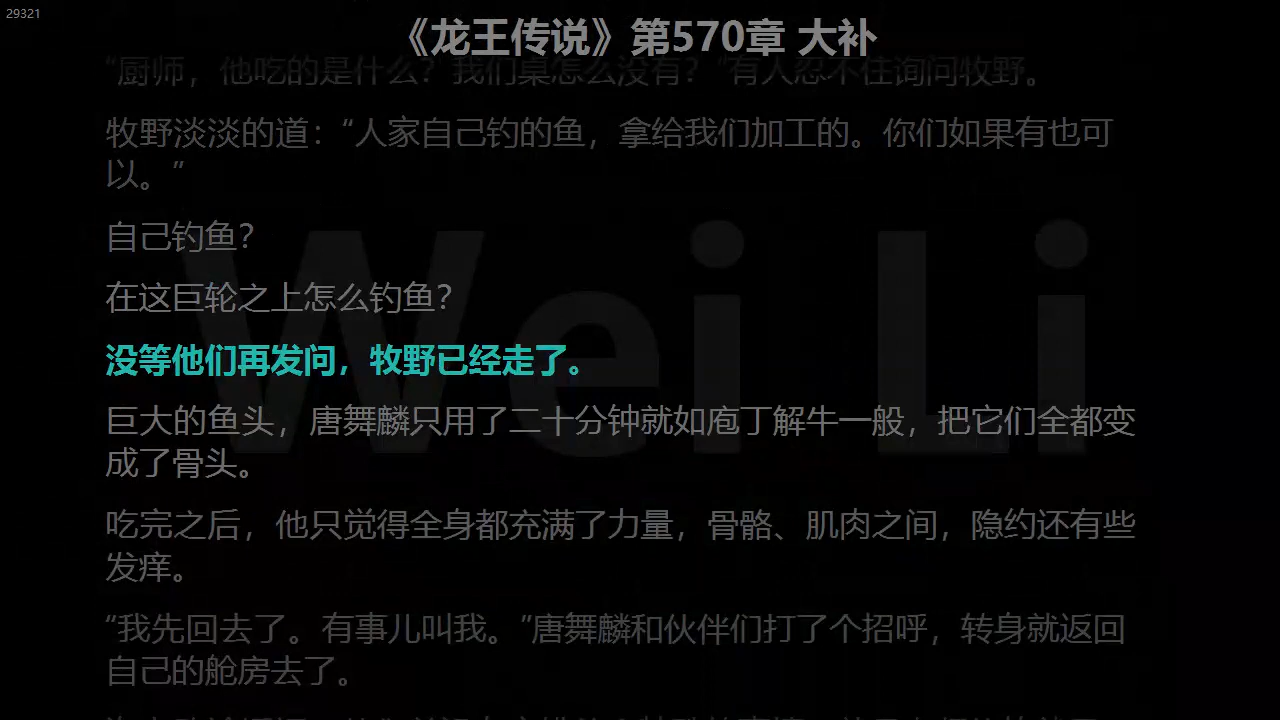 29321
《龙王传说》第570章 大补
“厨师，他吃的是什么？我们桌怎么没有？”有人忍不住询问牧野。
牧野淡淡的道：“人家自己钓的鱼，拿给我们加工的。你们如果有也可
以。”
自己钓鱼？
在这巨轮之上怎么钓鱼？
没等他们再发问，牧野已经走了。
巨大的鱼头，唐舞麟只用了二十分钟就如庖丁解牛一般，把它们全都变
成了骨头。
吃完之后，他只觉得全身都充满了力量，骨骼、肌肉之间，隐约还有些
发痒。
“我先回去了。有事儿叫我。”唐舞麟和伙伴们打了个招呼，转身就返回
自己的舱房去了。
Wei Li